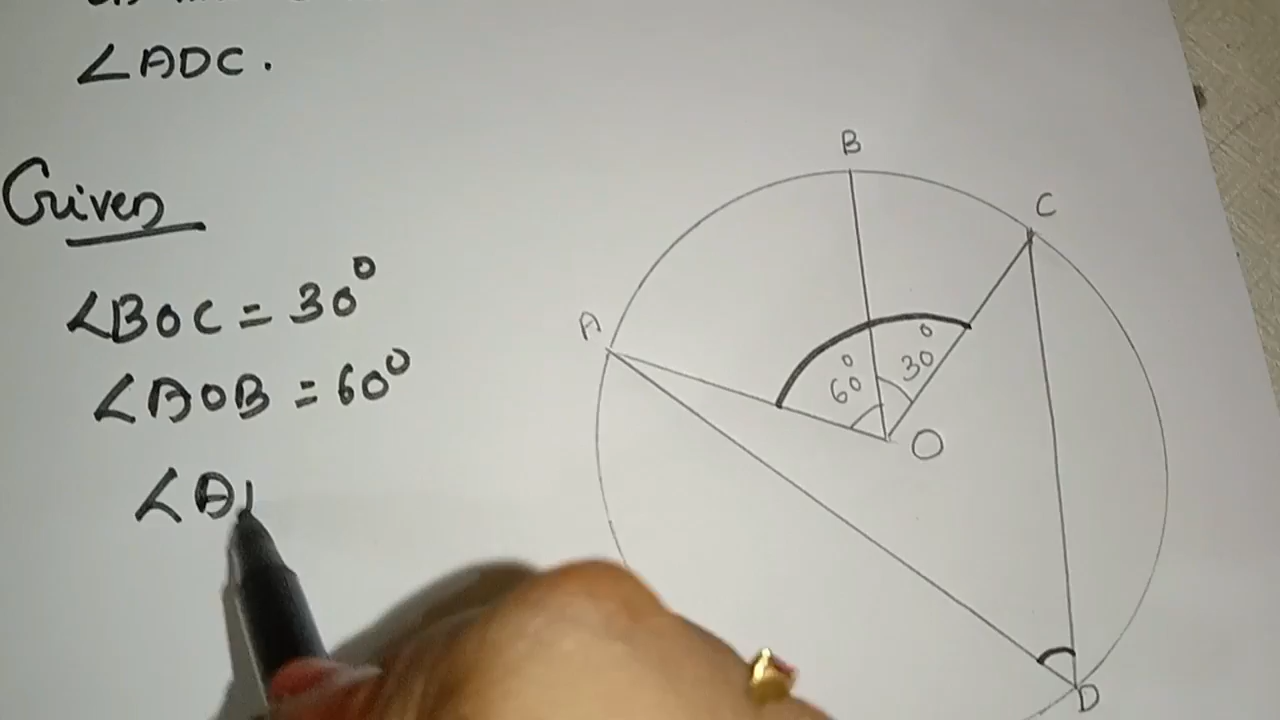 ∠ADC.
Given
∠BOC = 30°
∠AOB = 60°
∠A
B
C
A
60°
30°
O
D